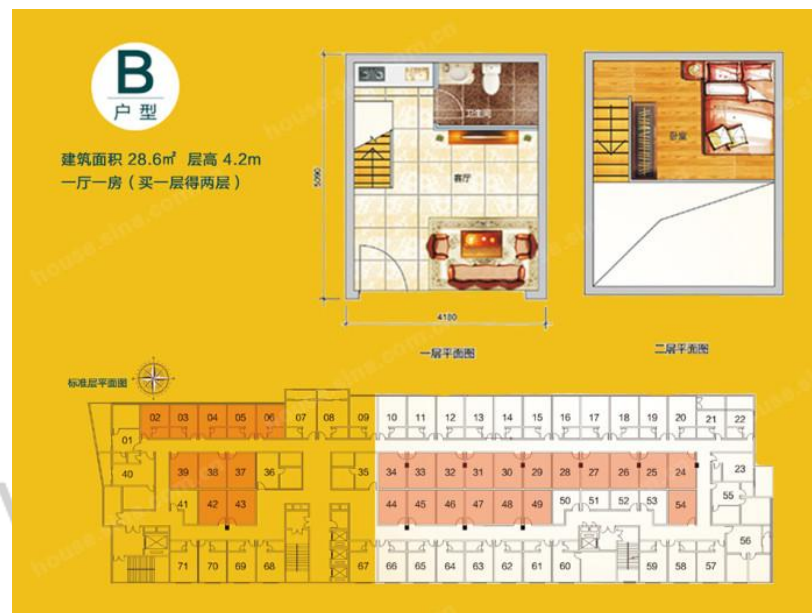 B
户型
建筑面积 28.6㎡ 层高 4.2m
一厅一房（买一层得两层）
5090
卫生间
客厅
4100
一层平面图
卧室
二层平面图
标准层平面图
02 03 04 05 06 07 08 09 10 11 12 13 14 15 16 17 18 19 20 21 22
01
40
39 38 37 36 35 34 33 32 31 30 29 28 27 26 25 24 23
41 42 43 44 45 46 47 48 49 50 51 52 53 54 55
56
71 70 69 68 67 66 65 64 63 62 61 60 59 58 57
house.sina.com.cn